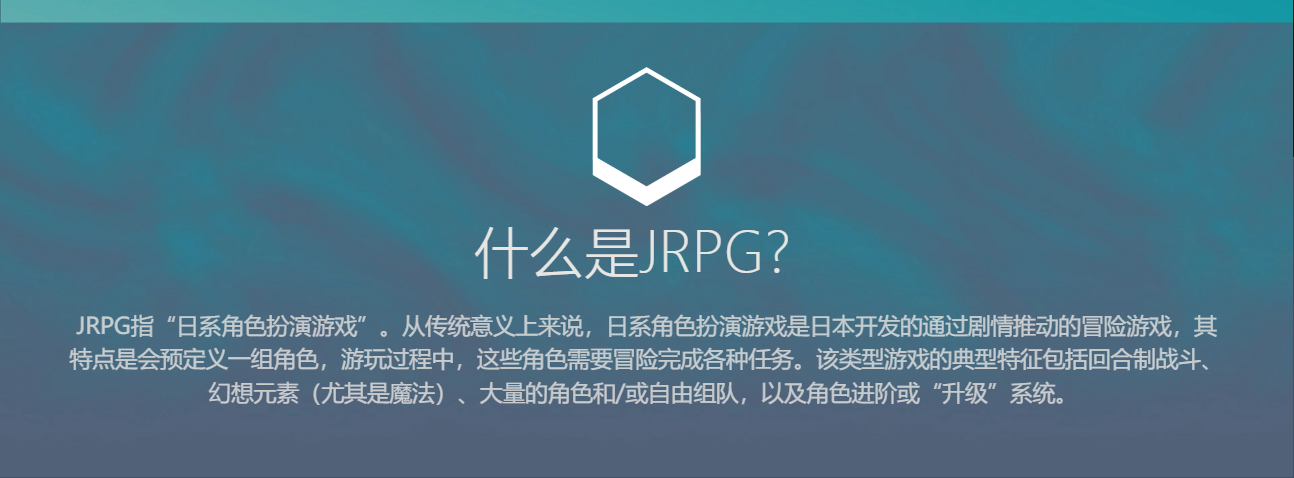 什么是JRPG?
JRPG指“日系角色扮演游戏”。从传统意义上来说，日系角色扮演游戏是日本开发的通过剧情推动的冒险游戏，其
特点是会预定义一组角色，游玩过程中，这些角色需要冒险完成各种任务。该类型游戏的典型特征包括回合制战斗、
幻想元素（尤其是魔法）、大量的角色和/或自由组队，以及角色进阶或“升级”系统。